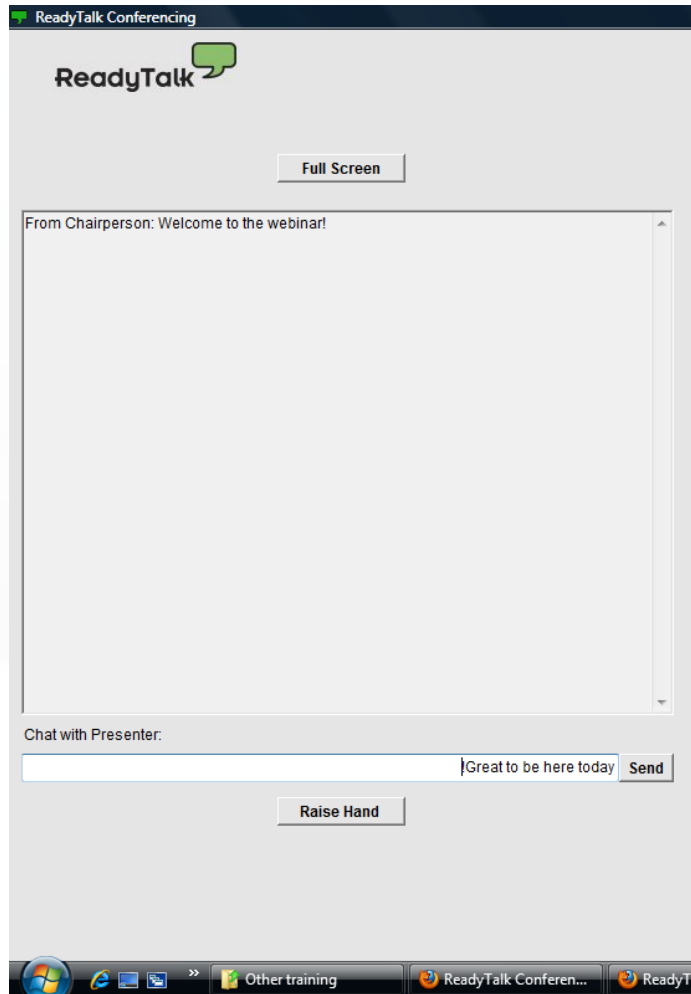 ReadyTalk Conferencing
ReadyTalk
Full Screen
From Chairperson: Welcome to the webinar!
Chat with Presenter:
!Great to be here today
Send
Raise Hand
» Other training ReadyTalk Conferen... ReadyT